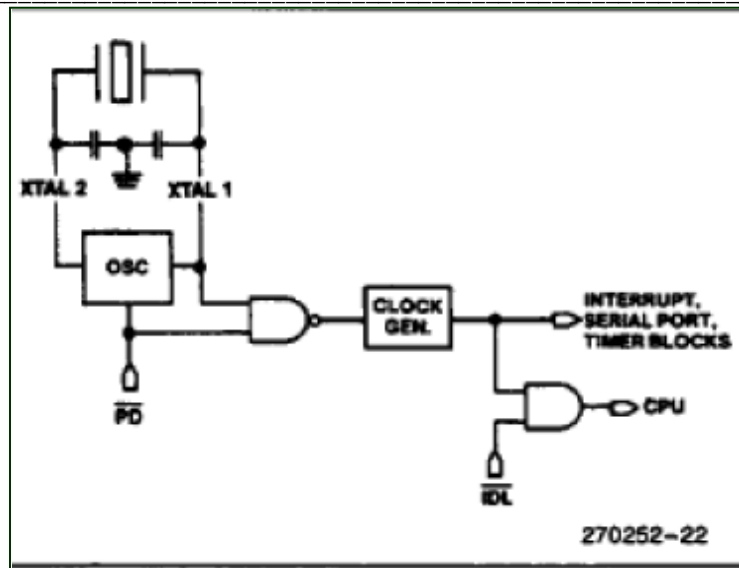 XTAL 2
XTAL 1
OSC
CLOCK
GEN.
INTERRUPT,
SERIAL PORT,
TIMER BLOCKS
PD
CPU
IDL
270252-22